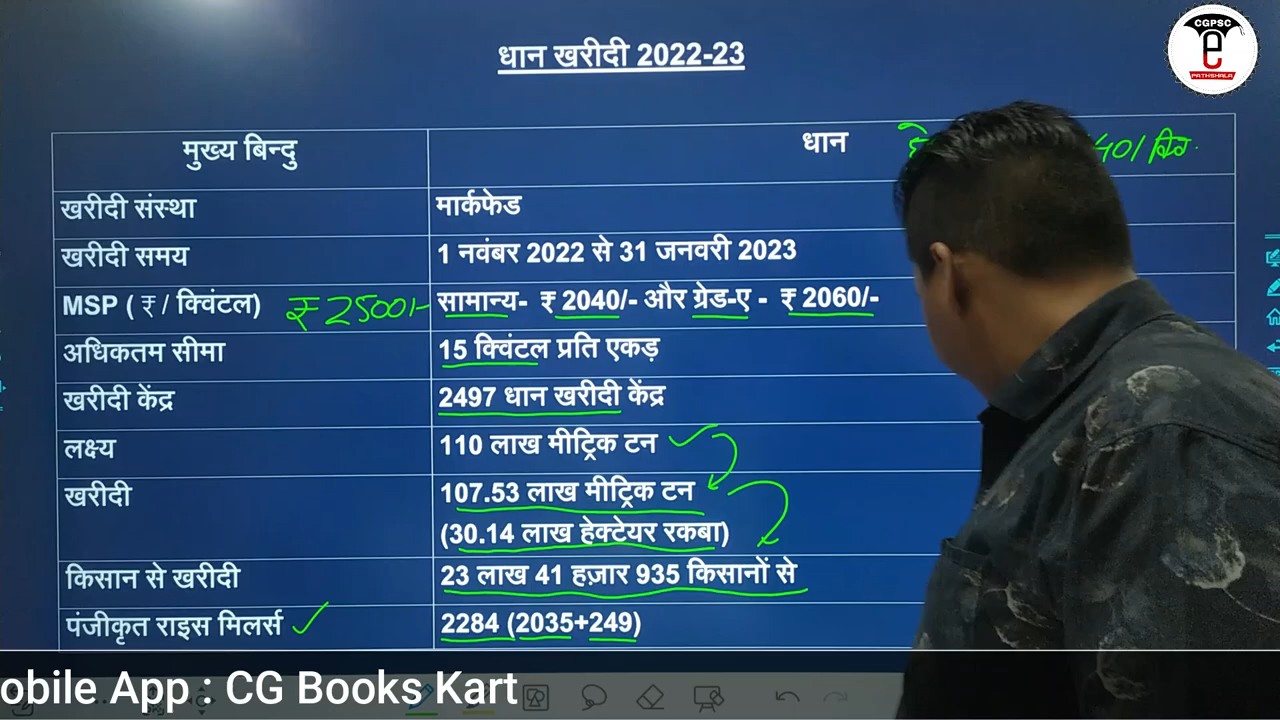 CGPSC
e
PATHSHALA
धान खरीदी 2022-23
मुख्य बिन्दु धान
खरीदी संस्था मार्कफेड
खरीदी समय 1 नवंबर 2022 से 31 जनवरी 2023
MSP ( ₹ / क्विंटल) ₹ 2500/- सामान्य- ₹ 2040/- और ग्रेड-ए - ₹ 2060/-
अधिकतम सीमा 15 क्विंटल प्रति एकड़
खरीदी केंद्र 2497 धान खरीदी केंद्र
लक्ष्य 110 लाख मीट्रिक टन
खरीदी 107.53 लाख मीट्रिक टन
(30.14 लाख हेक्टेयर रकबा)
किसान से खरीदी 23 लाख 41 हज़ार 935 किसानों से
पंजीकृत राइस मिलर्स 2284 (2035+249)
obile App : CG Books Kart